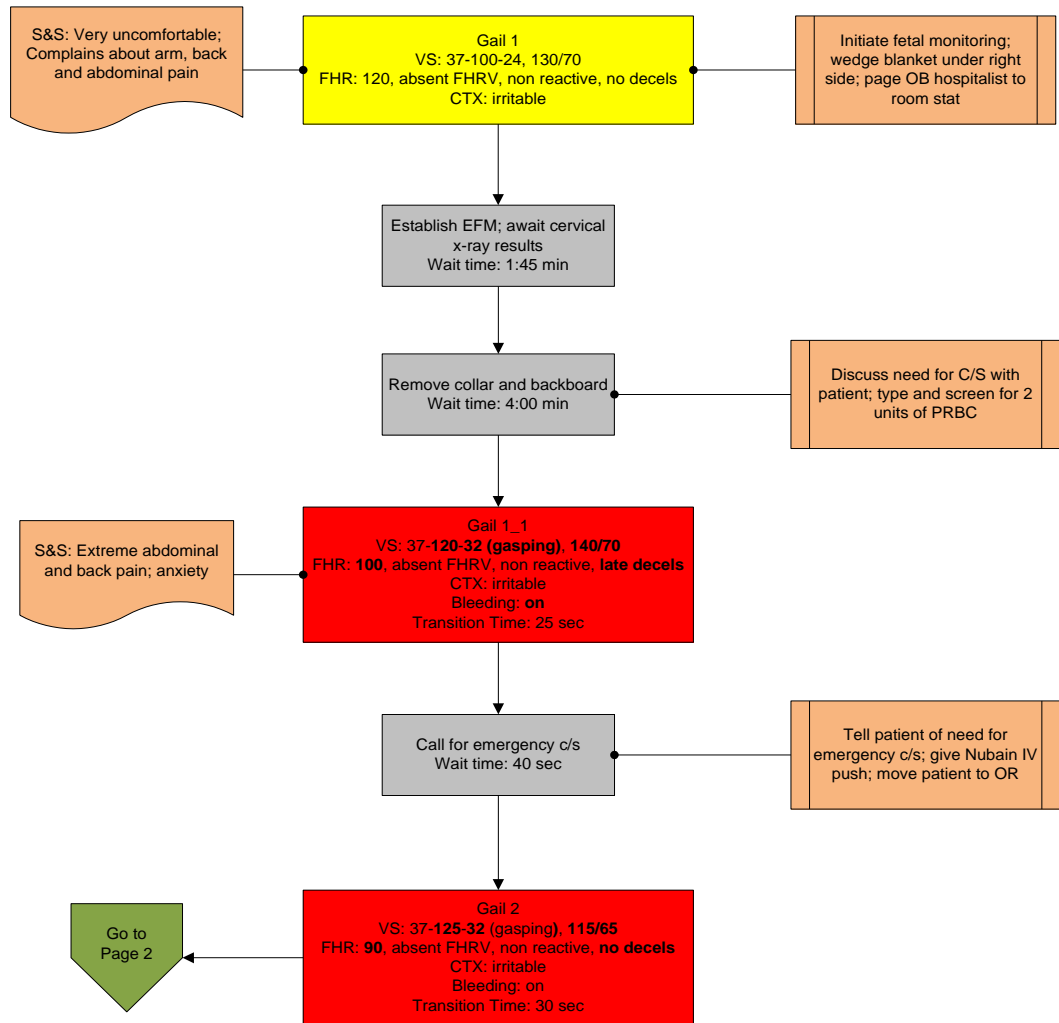 S&S: Very uncomfortable;
Complains about arm, back
and abdominal pain
Gail 1
VS: 37-100-24, 130/70
FHR: 120, absent FHRV, non reactive, no decels
CTX: irritable
Initiate fetal monitoring;
wedge blanket under right
side; page OB hospitalist to
room stat
Establish EFM; await cervical
x-ray results
Wait time: 1:45 min
Remove collar and backboard
Wait time: 4:00 min
Discuss need for C/S with
patient; type and screen for 2
units of PRBC
S&S: Extreme abdominal
and back pain; anxiety
Gail 1_1
VS: 37-120-32 (gasping), 140/70
FHR: 100, absent FHRV, non reactive, late decels
CTX: irritable
Bleeding: on
Transition Time: 25 sec
Call for emergency c/s
Wait time: 40 sec
Tell patient of need for
emergency c/s; give Nubain IV
push; move patient to OR
Gail 2
VS: 37-125-32 (gasping), 115/65
FHR: 90, absent FHRV, non reactive, no decels
CTX: irritable
Bleeding: on
Transition Time: 30 sec
Go to
Page 2